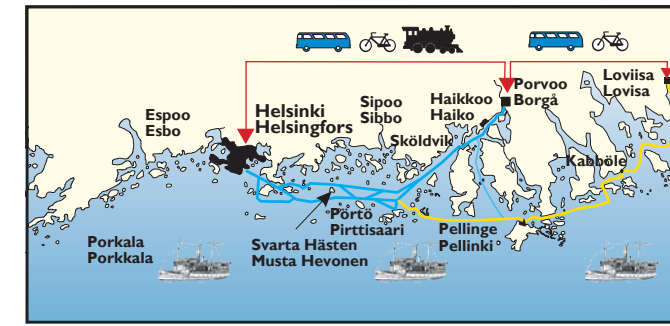 Espoo
Esbo
Helsinki
Helsingfors
Sipoo
Sibbo
Haikkoo
Haiko
Porvoo
Borgå
Loviisa
Lovisa
Sköldvik
Kabböle
Pörtö
Pirttisaari
Pellinge
Pellinki
Svarta Hästen
Musta Hevonen
Porkala
Porkkala